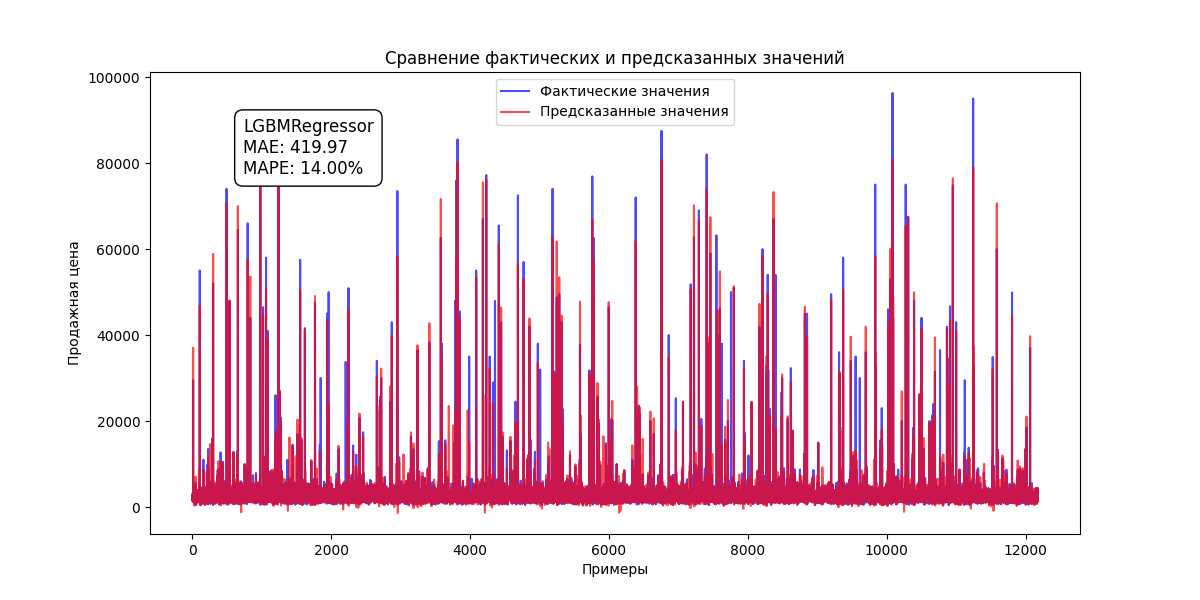 Сравнение фактических и предсказанных значений
100000
80000
60000
40000
20000
0
Продажная цена
Фактические значения
Предсказанные значения
LGBMRegressor
MAE: 419.97
MAPE: 14.00%
0 2000 4000 6000 8000 10000 12000
Примеры